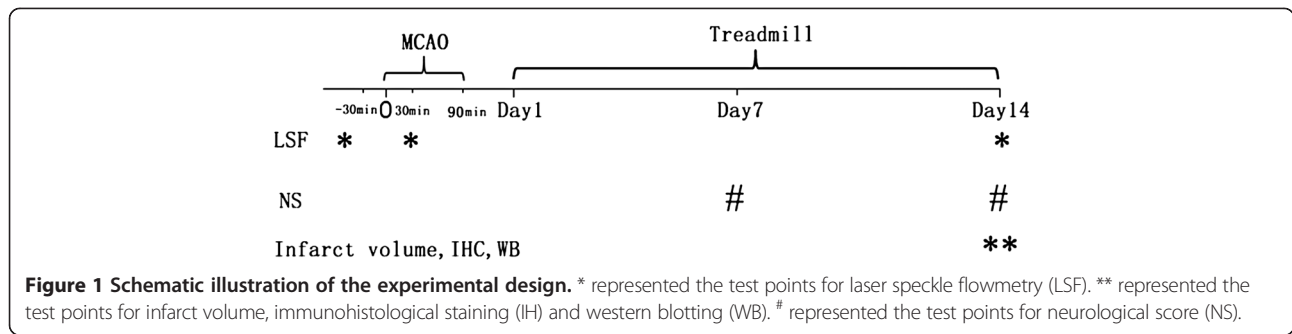 MCAO Treadmill
-30min 0 30min 90min Day1 Day7 Day14
LSF * * *
NS # #
Infarct volume, IHC, WB **
Figure 1 Schematic illustration of the experimental design. * represented the test points for laser speckle flowmetry (LSF). ** represented the
test points for infarct volume, immunohistological staining (IH) and western blotting (WB). # represented the test points for neurological score (NS).